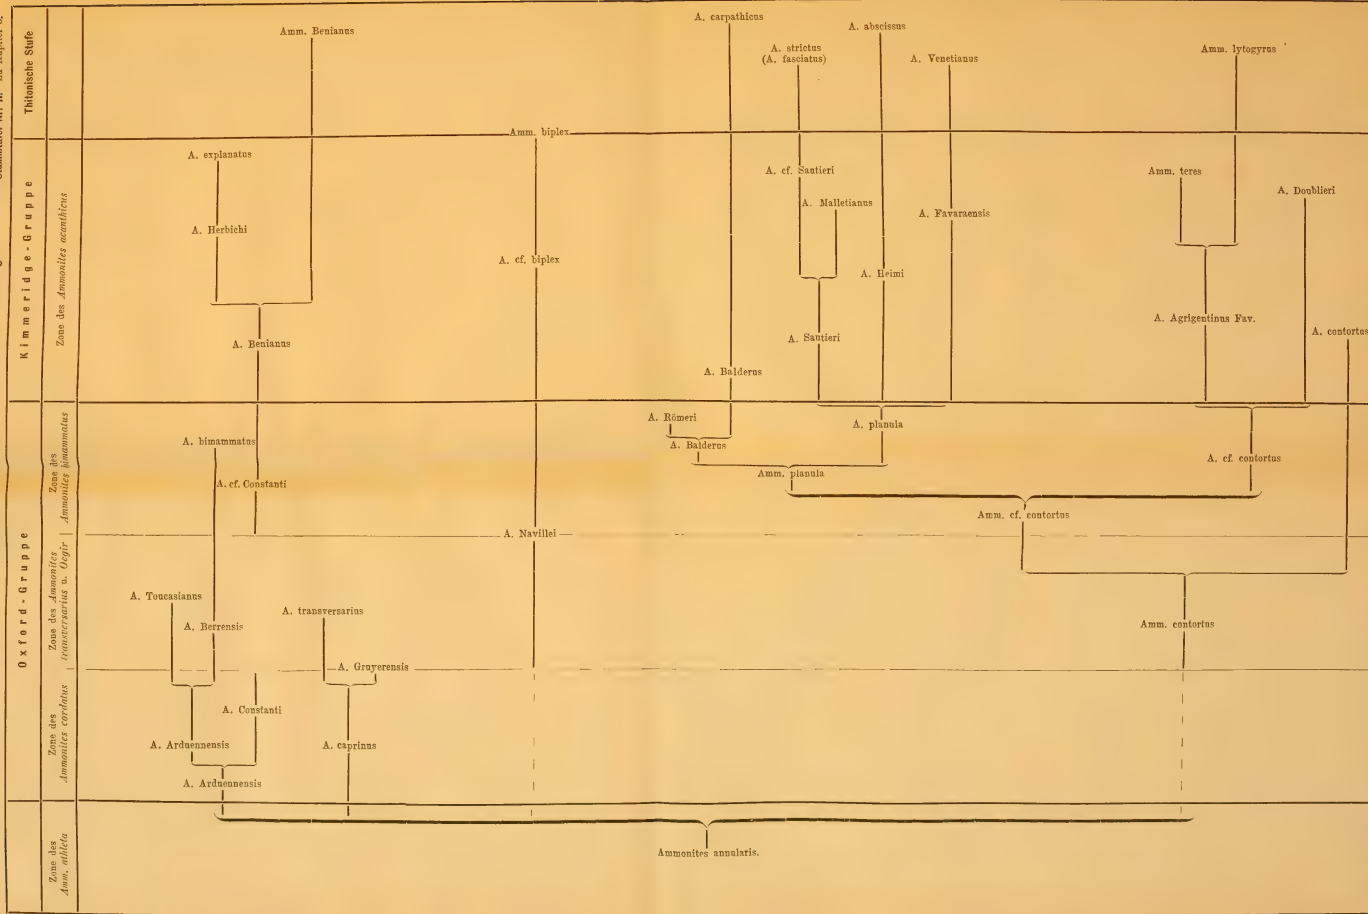 Thitonische Stufe
Kimmeridge-Gruppe
Zone des Ammonites acanthicus
Oxford-Gruppe
Zone des
Ammonites bimammatus
Zone des Ammonites
transversarius u. Oegir
Zone des
Ammonites cordatus
Zone des
Amm. athleta
A. carpathicus
Amm. Benianus
A. abscissus
A. strictus
(A. fasciatus)
A. Venetianus
Amm. lytogyrus
Amm. biplex
A. explanatus
A. cf. Sautieri
Amm. teres
A. Doublieri
A. Malletianus
A. Favaraensis
A. Herbichi
A. cf. biplex
A. Heimi
A. Agrigentinus Fav.
A. contortus
A. Sautieri
A. Benianus
A. Balderus
A. Römeri
A. planula
A. bimammatus
A. Balderus
A. cf. contortus
Amm. planula
A. cf. Constanti
Amm. cf. contortus
A. Navillei
A. Toucasianus
A. transversarius
A. Berrensis
Amm. contortus
A. Gruyerensis
A. Constanti
A. Arduennensis
A. caprinus
A. Arduennensis
Ammonites annularis.